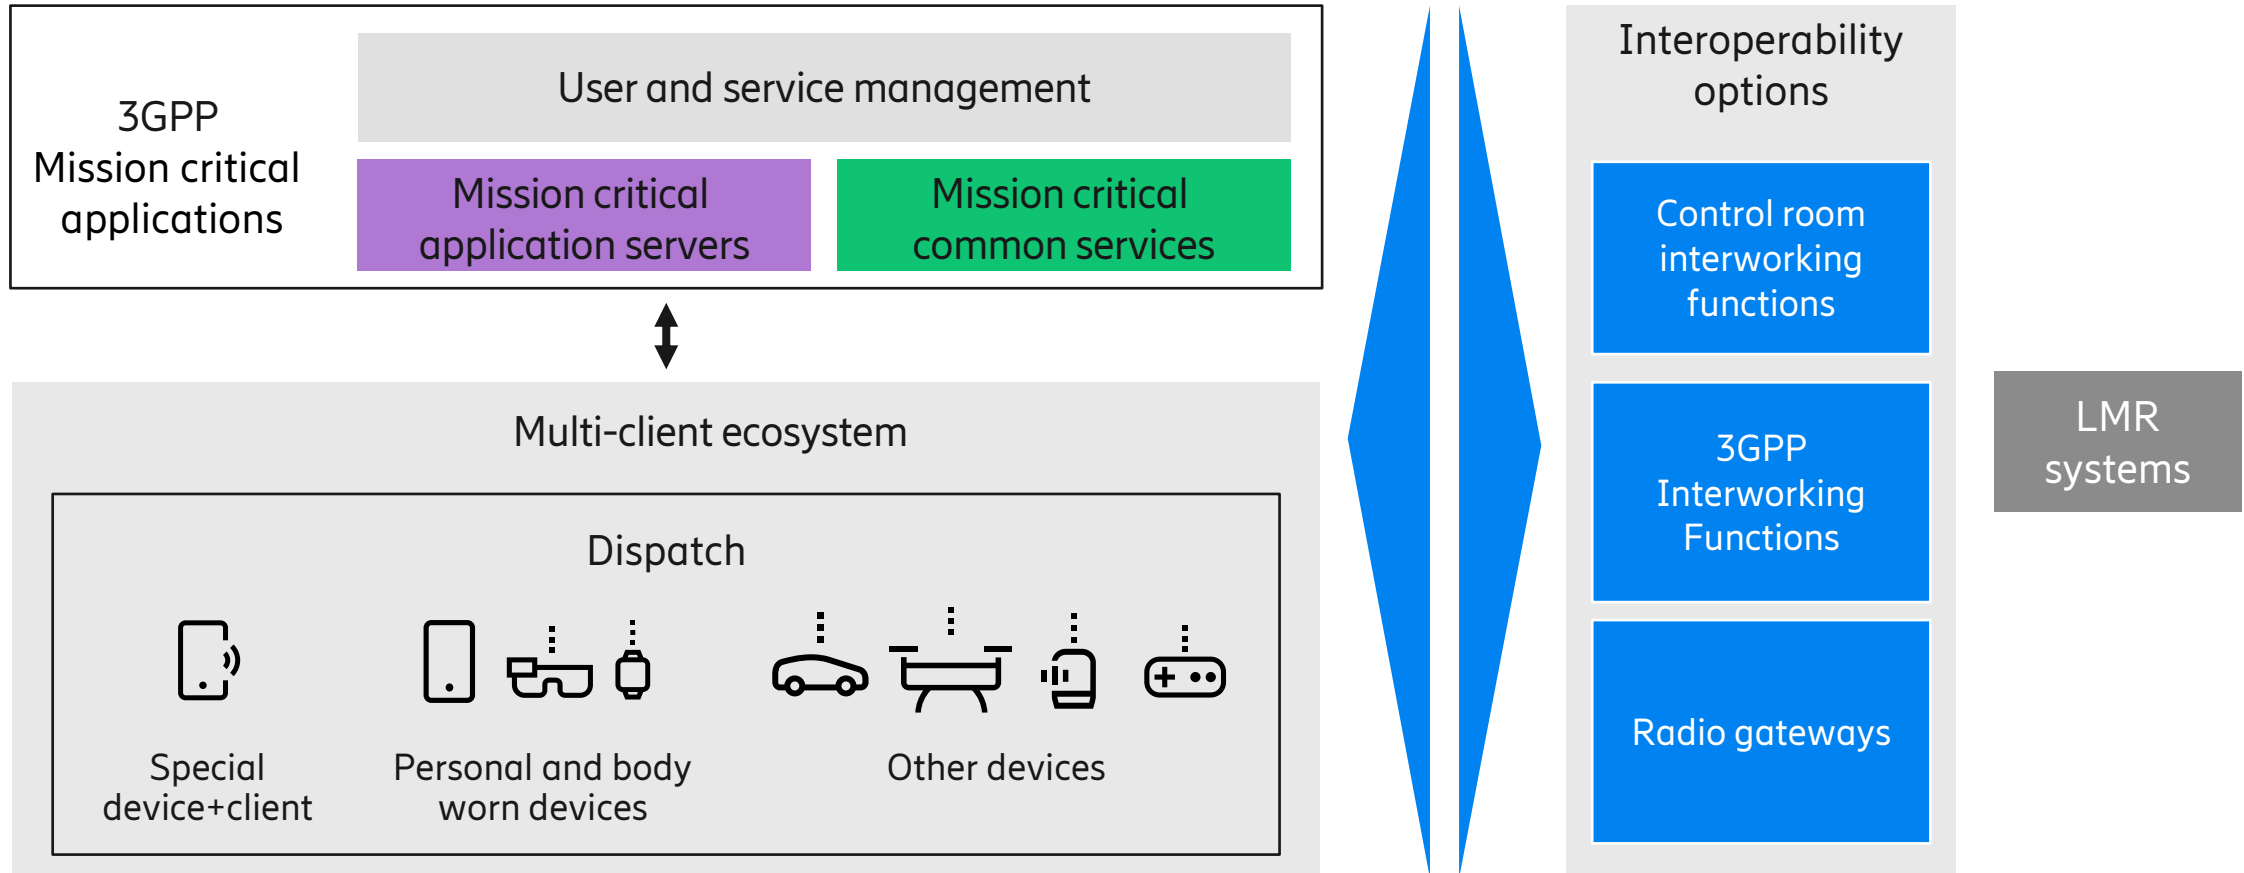 3GPP
Mission critical
applications
User and service management
Mission critical
application servers
Mission critical
common services
Multi-client ecosystem
Dispatch
Special
device+client
Personal and body
worn devices
Other devices
Interoperability
options
Control room
interworking
functions
3GPP
Interworking
Functions
Radio gateways
LMR
systems